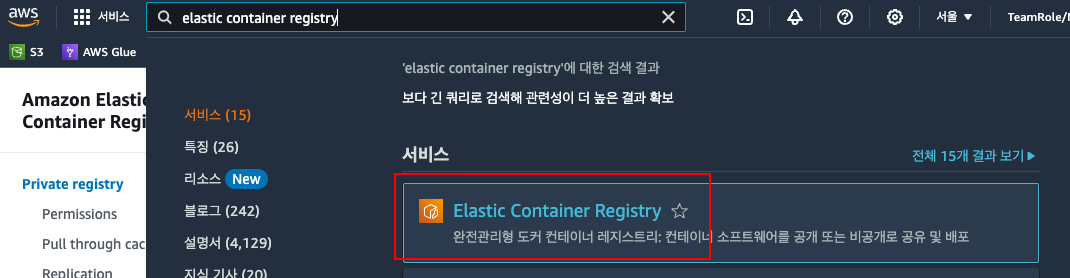 aws
서비스
elastic container registry
서울
TeamRole/
S3
AWS Glue
Amazon Elastic
Container Regi
'elastic container registry'에 대한 검색 결과
보다 긴 쿼리로 검색해 관련성이 더 높은 결과 확보
서비스 (15)
특징 (26)
리소스 New
블로그 (242)
설명서 (4,129)
지식 기사 (20)
서비스
전체 15개 결과 보기
Elastic Container Registry
완전관리형 도커 컨테이너 레지스트리: 컨테이너 소프트웨어를 공개 또는 비공개로 공유 및 배포
Private registry
Permissions
Pull through cac
Replication